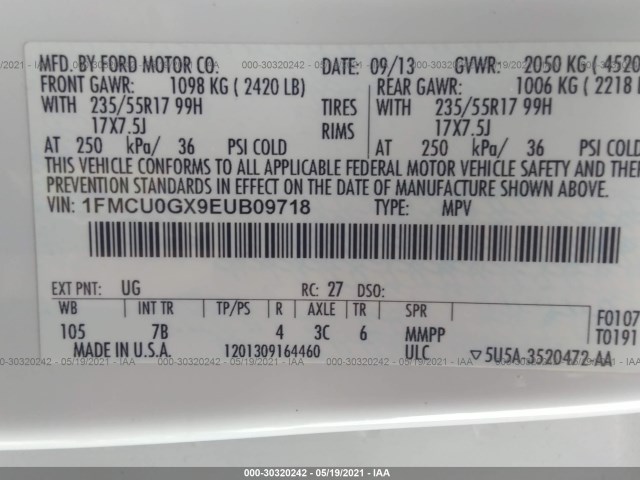 MFD. BY FORD MOTOR CO. DATE: 09/13 GVWR: 2050 KG ( 4520
FRONT GAWR: 1098 KG ( 2420 LB) REAR GAWR: 1006 KG ( 2218
WITH 235/55R17 99H TIRES WITH 235/55R17 99H
17X7.5J RIMS 17X7.5J
AT 250 kPa/ 36 PSI COLD AT 250 kPa/ 36
THIS VEHICLE CONFORMS TO ALL APPLICABLE FEDERAL MOTOR VEHICLE SAFETY AND
PREVENTION STANDARDS IN EFFECT ON THE DATE OF MANUFACTURE SHOWN ABOVE.
VIN: 1FMCU0GX9EUB09718 TYPE: MPV
EXT PNT: UG RC: 27 DSO:
WB INT TR TP/PS R AXLE TR SPR
105 7B 4 3C 6 MMPP
F0107
T0191
MADE IN U.S.A. 1201309164460 ULC ▽5U5A-3520472-AA
000-30320242 - 05/19/2021 - IAA